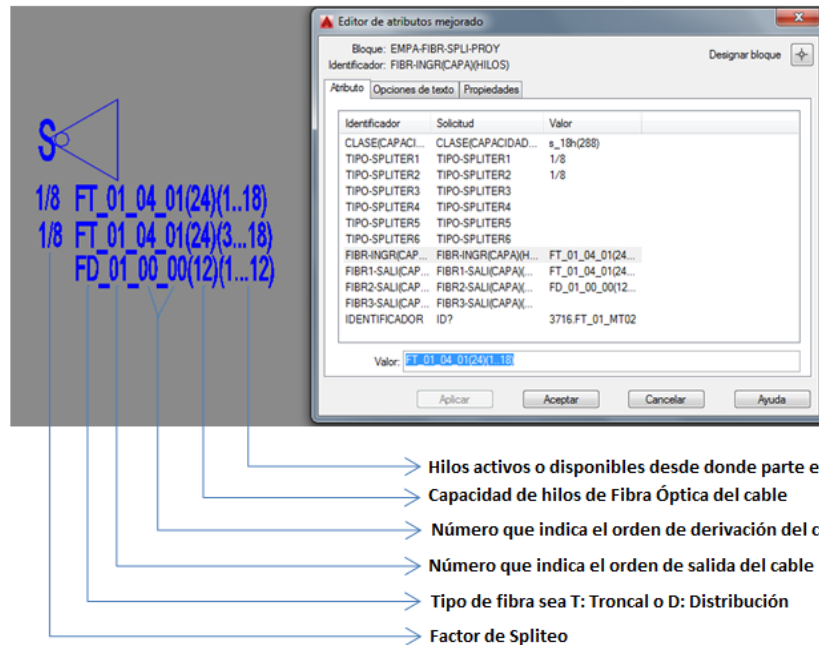 Editor de atributos mejorado
Bloque: EMPA-FIBR-SPLI-PROY
Identificador: FIBR-INGR(CAPA)(HILOS)
Designar bloque
Atributo Opciones de texto Propiedades
Identificador Solicitud Valor
CLASE(CAPACI... CLASE(CAPACIDAD... s_18h(288)
TIPO-SPLITER1 TIPO-SPLITER1 1/8
TIPO-SPLITER2 TIPO-SPLITER2 1/8
TIPO-SPLITER3 TIPO-SPLITER3
TIPO-SPLITER4 TIPO-SPLITER4
TIPO-SPLITER5 TIPO-SPLITER5
TIPO-SPLITER6 TIPO-SPLITER6
FIBR-INGR(CAP... FIBR-INGR(CAPA)(H... FT_01_04_01(24...
FIBR1-SALI(CAP... FIBR1-SALI(CAPA)(... FT_01_04_01(24...
FIBR2-SALI(CAP... FIBR2-SALI(CAPA)(... FD_01_00_00(12...
FIBR3-SALI(CAP... FIBR3-SALI(CAPA)(...
IDENTIFICADOR ID? 3716.FT_01_MT02
Valor: FT_01_04_01(24)(1..18)
Aplicar Aceptar Cancelar Ayuda
S
1/8 FT_01_04_01(24)(1..18)
1/8 FT_01_04_01(24)(3...18)
FD_01_00_00(12)(1...12)
Hilos activos o disponibles desde donde parte e
Capacidad de hilos de Fibra Óptica del cable
Número que indica el orden de derivación del c
Número que indica el orden de salida del cable
Tipo de fibra sea T: Troncal o D: Distribución
Factor de Spliteo